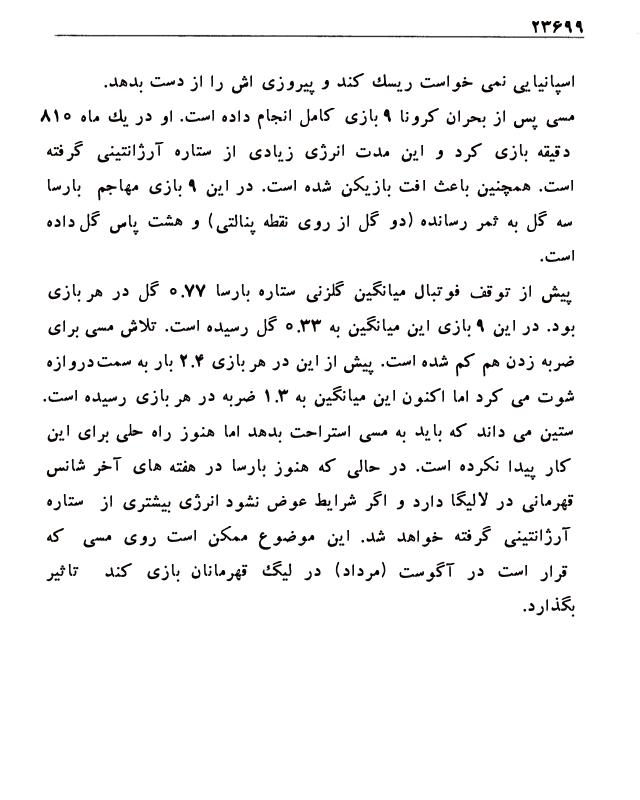 ۲۳۶۹۹
اسپانیایی نمی خواست ریسک کند و پیروزی اش را از دست بدهد.
مسی پس از بحران کرونا ۹ بازی کامل انجام داده است. او در یک ماه ۸۱۰
دقیقه بازی کرد و این مدت انرژی زیادی از ستاره آرژانتینی گرفته
است. همچنین باعث افت بازیکن شده است. در این ۹ بازی مهاجم بارسا
سه گل به ثمر رسانده (دو گل از روی نقطه پنالتی) و هشت پاس گل داده
است.
پیش از توقف فوتبال میانگین گلزنی ستاره بارسا ۰.۷۷ گل در هر بازی
بود. در این ۹ بازی این میانگین به ۰.۳۳ گل رسیده است. تلاش مسی برای
ضربه زدن هم کم شده است. پیش از این در هر بازی ۲.۴ بار به سمت دروازه
شوت می کرد اما اکنون این میانگین به ۱.۳ ضربه در هر بازی رسیده است.
ستین می داند که باید به مسی استراحت بدهد اما هنوز راه حلی برای این
کار پیدا نکرده است. در حالی که هنوز بارسا در هفته های آخر شانس
قهرمانی در لالیگا دارد و اگر شرایط عوض نشود انرژی بیشتری از ستاره
آرژانتینی گرفته خواهد شد. این موضوع ممکن است روی مسی که
قرار است در آگوست (مرداد) در لیگ قهرمانان بازی کند تاثیر
بگذارد.